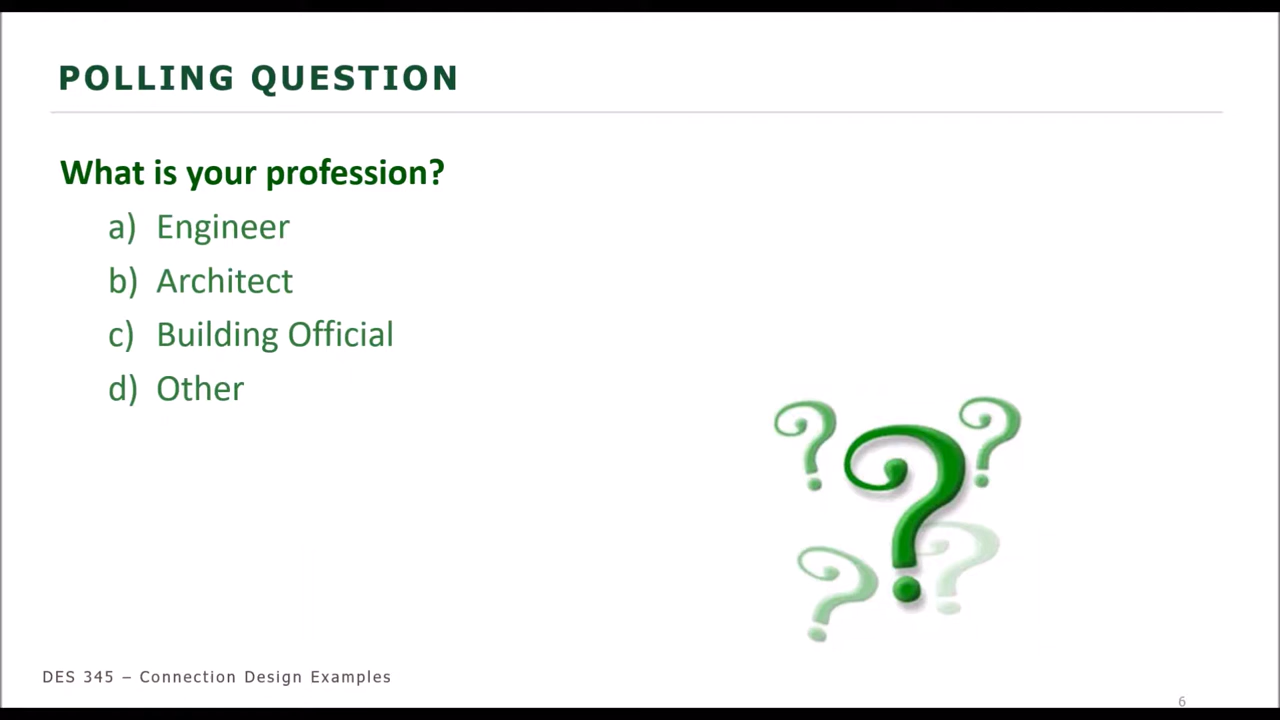 POLLING QUESTION
What is your profession?
a) Engineer
b) Architect
c) Building Official
d) Other
DES 345 – Connection Design Examples
6